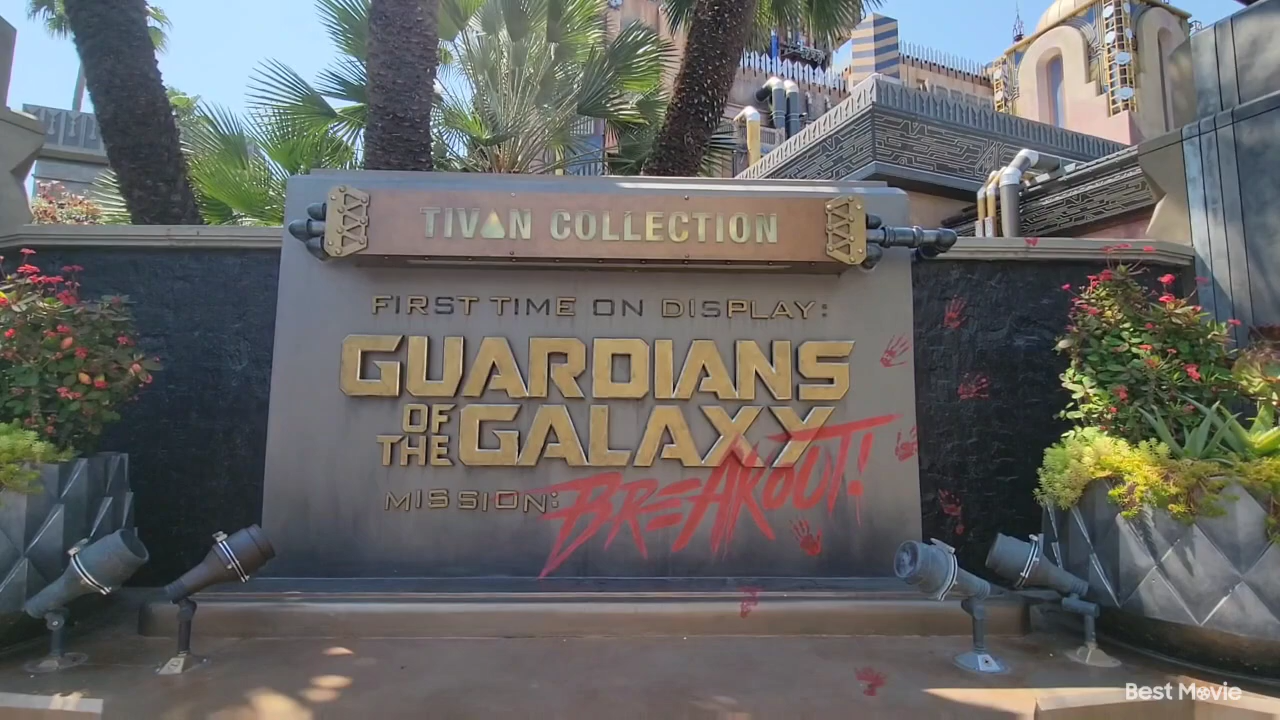 TIVAN COLLECTION
FIRST TIME ON DISPLAY:
GUARDIANS
OF THE GALAXY
MISSION: BREAKOUT!
Best Movie